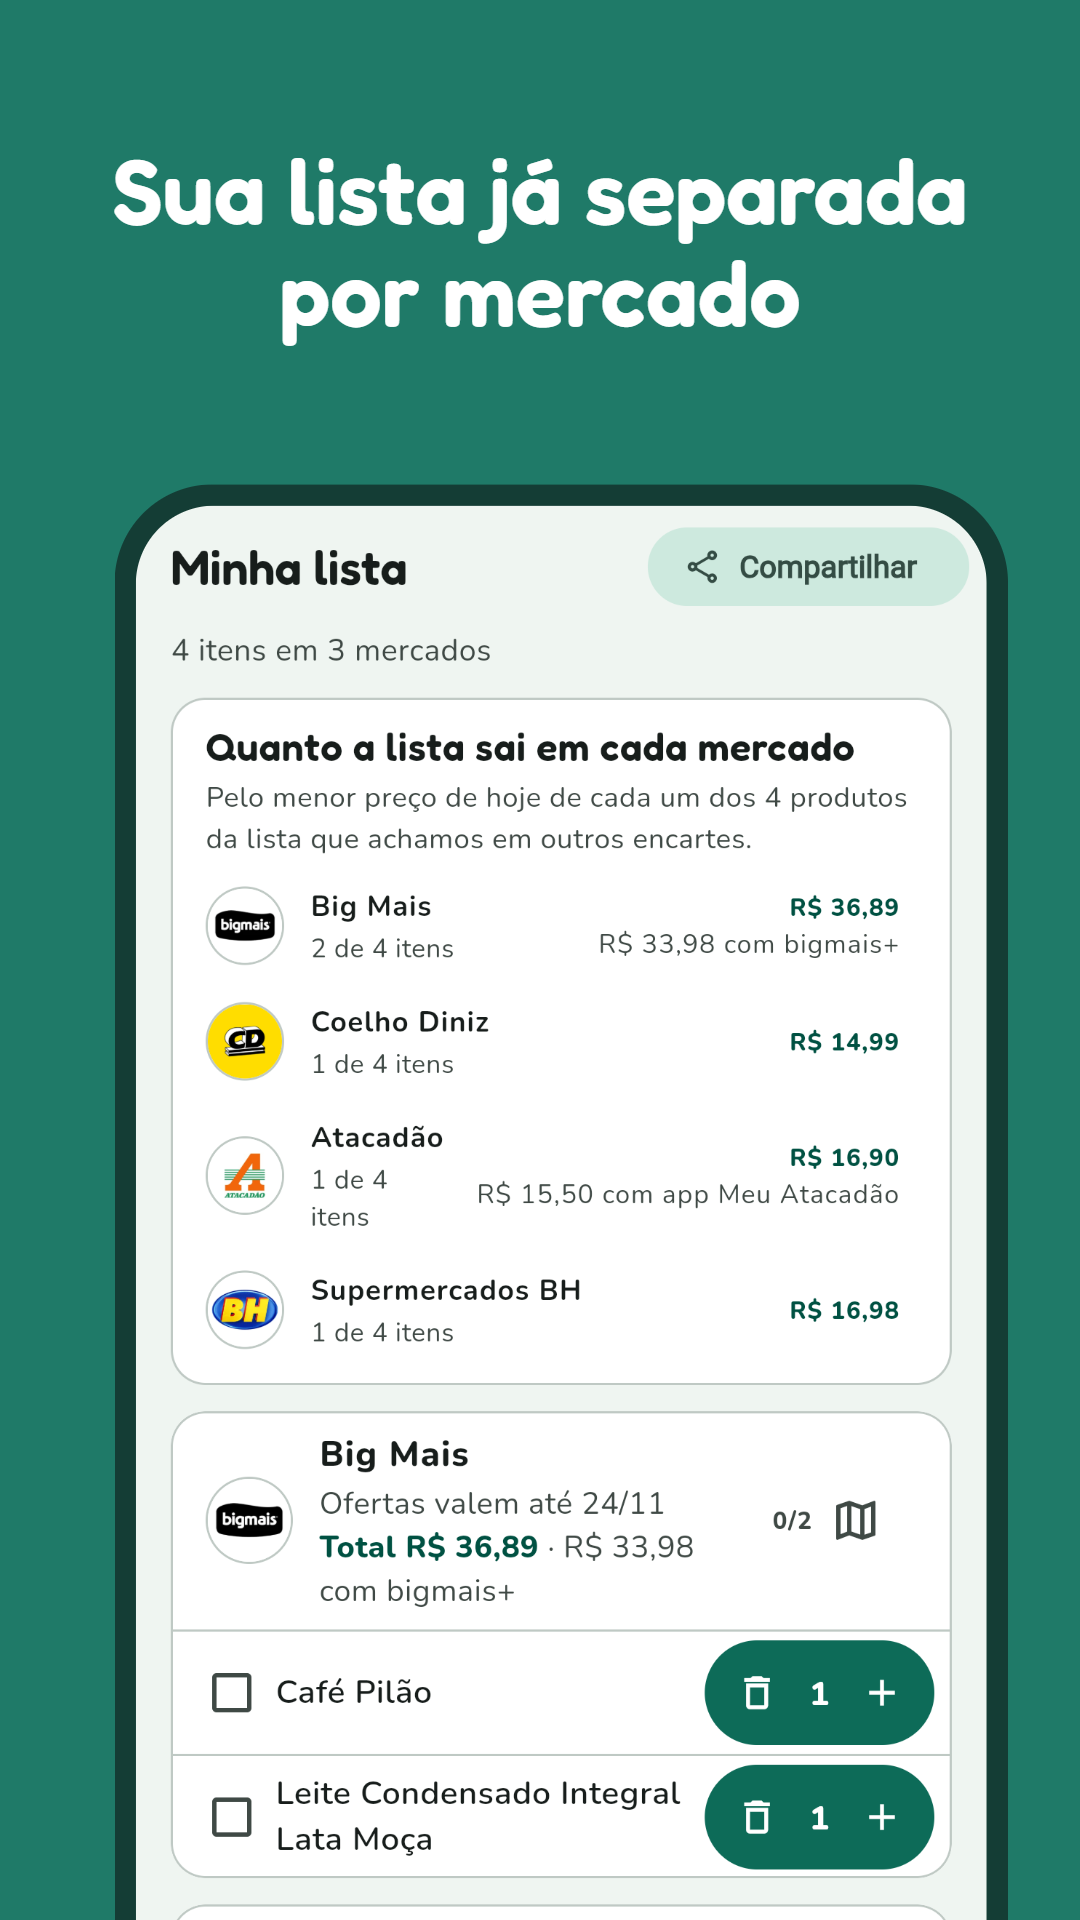 Sua lista já separada
por mercado
Minha lista
Compartilhar
4 itens em 3 mercados
Quanto a lista sai em cada mercado
Pelo menor preço de hoje de cada um dos 4 produtos
da lista que achamos em outros encartes.
bigmais
Big Mais
R$ 36,89
2 de 4 itens
R$ 33,98 com bigmais+
CD
Coelho Diniz
1 de 4 itens
R$ 14,99
A
ATACADÃO
Atacadão
1 de 4
itens
R$ 16,90
R$ 15,50 com app Meu Atacadão
BH
Supermercados BH
1 de 4 itens
R$ 16,98
bigmais
Big Mais
Ofertas valem até 24/11
Total R$ 36,89 · R$ 33,98
com bigmais+
0/2
Café Pilão
1
Leite Condensado Integral
Lata Moça
1